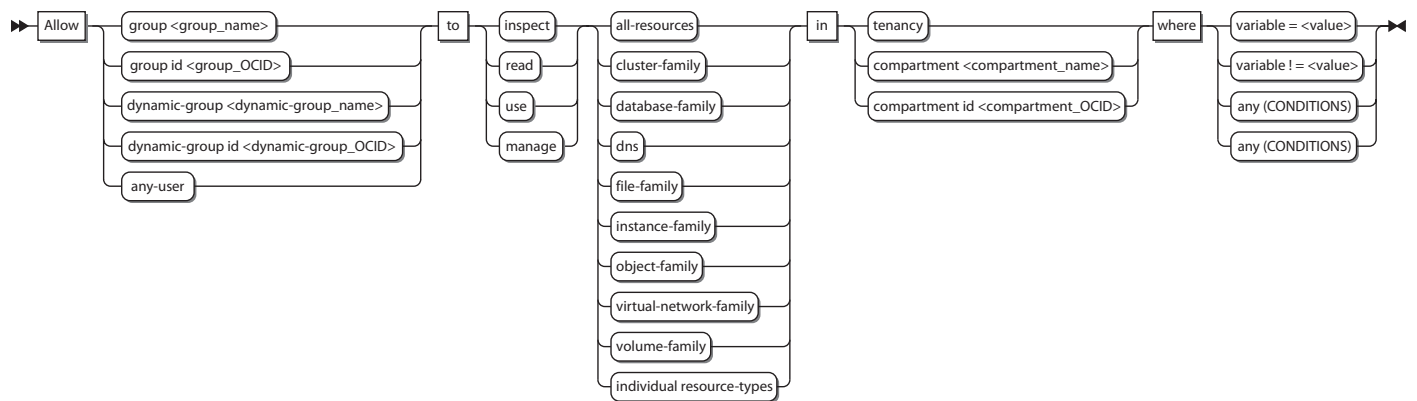 Allow
group <group_name>
group id <group_OCID>
dynamic-group <dynamic-group_name>
dynamic-group id <dynamic-group_OCID>
any-user
to
inspect
read
use
manage
all-resources
cluster-family
database-family
dns
file-family
instance-family
object-family
virtual-network-family
volume-family
individual resource-types
in
tenancy
compartment <compartment_name>
compartment id <compartment_OCID>
where
variable = <value>
variable ! = <value>
any (CONDITIONS)
any (CONDITIONS)